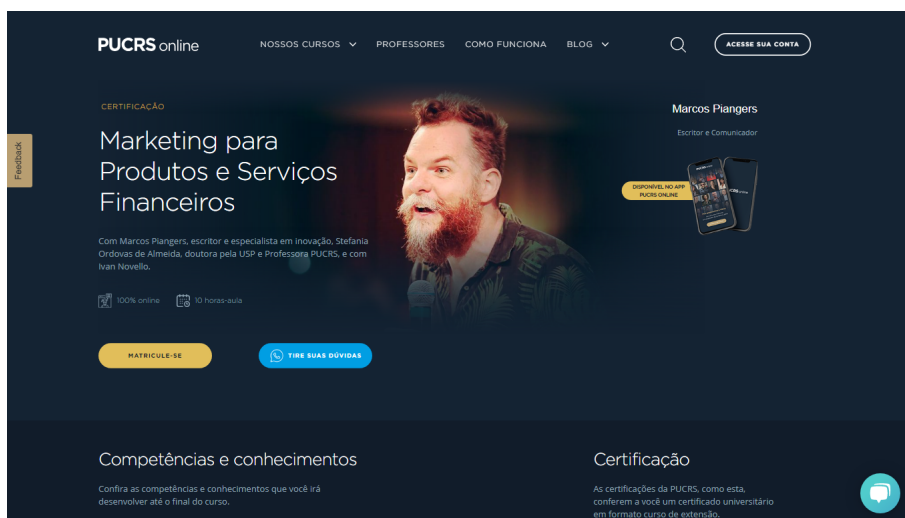 PUCRS online
NOSSOS CURSOS
PROFESSORES
COMO FUNCIONA
BLOG
ACESSE SUA CONTA
Feedback
CERTIFICAÇÃO
Marketing para
Produtos e Serviços
Financeiros
Com Marcos Piangers, escritor e especialista em inovação, Stefania
Ordovas de Almeida, doutora pela USP e Professora PUCRS, e com
Ivan Novello.
100% online
10 horas-aula
MATRICULE-SE
TIRE SUAS DÚVIDAS
Marcos Piangers
Escritor e Comunicador
DISPONÍVEL NO APP
PUCRS ONLINE
Competências e conhecimentos
Confira as competências e conhecimentos que você irá
desenvolver até o final do curso.
Certificação
As certificações da PUCRS, como esta,
conferem a você um certificado universitário
em formato curso de extensão.